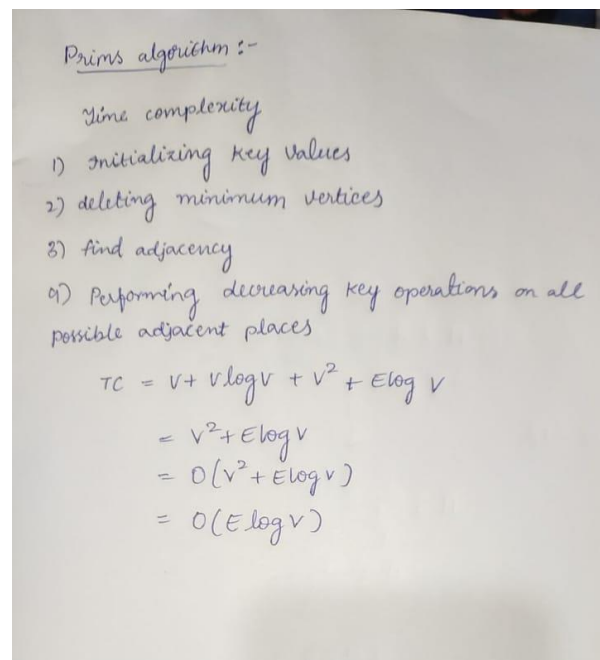 Prims algorithm :-
Time complexity
1) Initializing key values
2) deleting minimum vertices
3) find adjacency
4) Performing decreasing key operations on all
possible adjacent places
TC = V + V log V + V² + E log V
= V² + E log V
= O(V² + E log V)
= O(E log V)